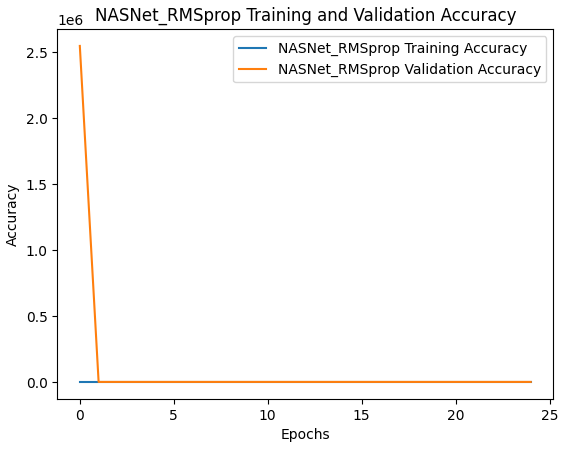 NASNet_RMSprop Training and Validation Accuracy
1e6
NASNet_RMSprop Training Accuracy
NASNet_RMSprop Validation Accuracy
2.5
2.0
1.5
1.0
0.5
0.0
Accuracy
0 5 10 15 20 25
Epochs